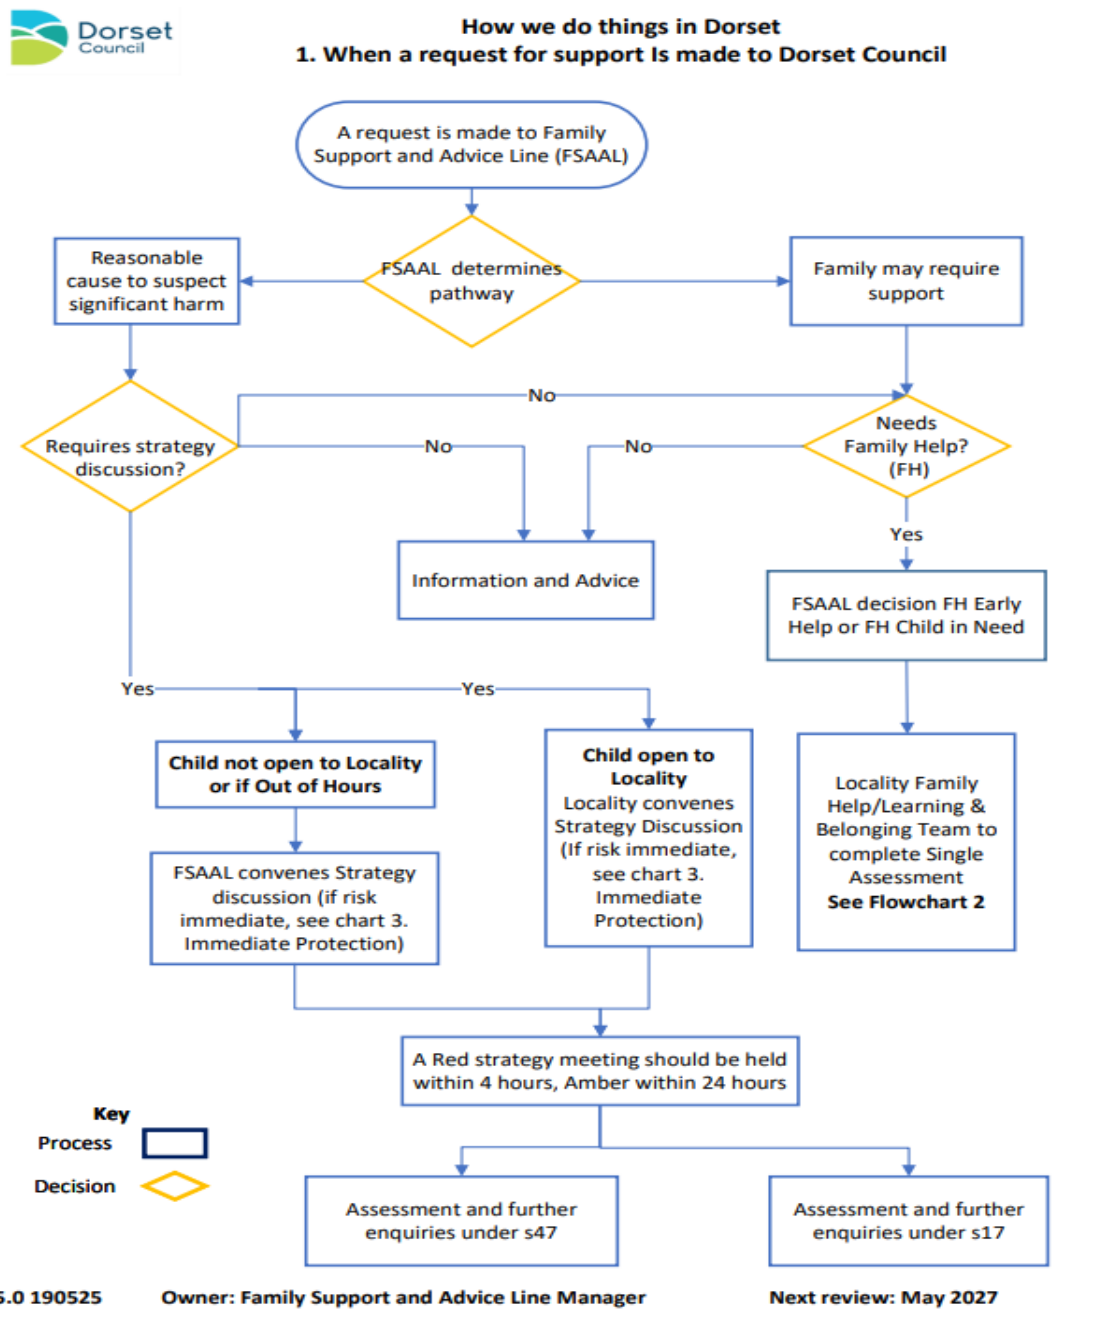 Dorset
Council
How we do things in Dorset
1. When a request for support Is made to Dorset Council
A request is made to Family
Support and Advice Line (FSAAL)
Reasonable
cause to suspect
significant harm
FSAAL determines
pathway
Family may require
support
No
Requires strategy
discussion?
No
No
Needs
Family Help?
(FH)
Yes
Information and Advice
FSAAL decision FH Early
Help or FH Child in Need
Yes
Yes
Child not open to Locality
or if Out of Hours
Child open to
Locality
Locality convenes
Strategy Discussion
(If risk immediate,
see chart 3.
Immediate
Protection)
Locality Family
Help/Learning &
Belonging Team to
complete Single
Assessment
See Flowchart 2
FSAAL convenes Strategy
discussion (if risk
immediate, see chart 3.
Immediate Protection)
A Red strategy meeting should be held
within 4 hours, Amber within 24 hours
Key
Process
Decision
Assessment and further
enquiries under s47
Assessment and further
enquiries under s17
5.0 190525
Owner: Family Support and Advice Line Manager
Next review: May 2027